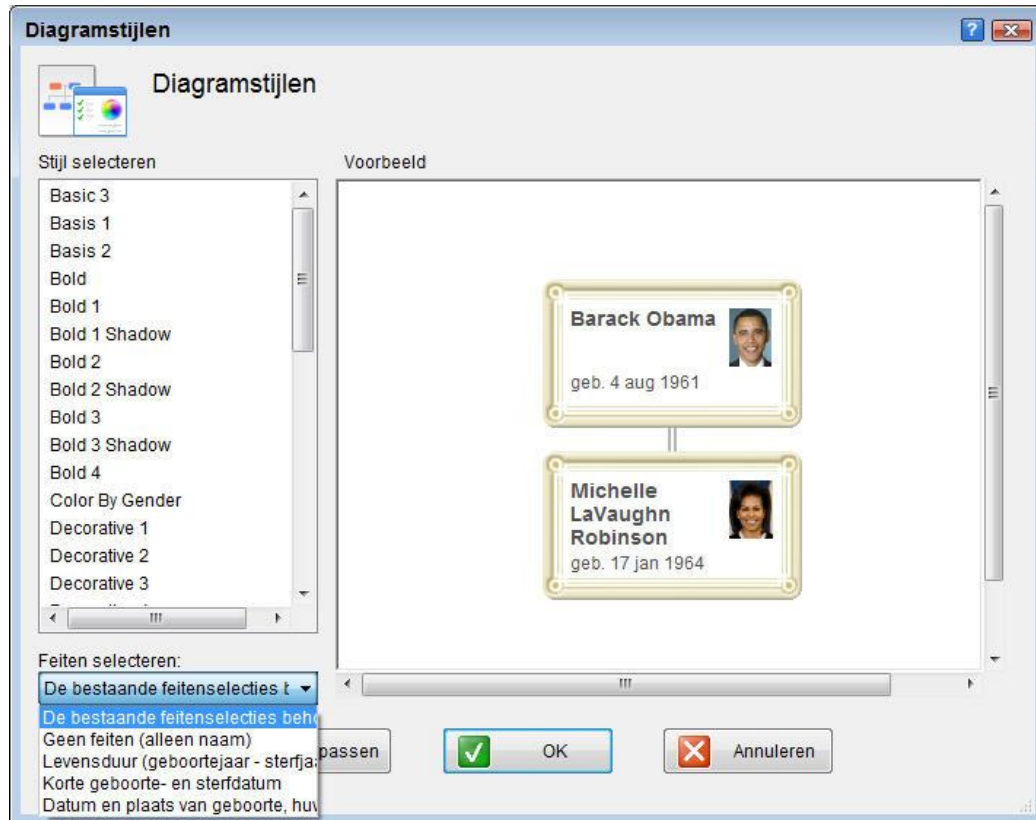 Diagramstijlen
Diagramstijlen
Stijl selecteren
Basic 3
Basis 1
Basis 2
Bold
Bold 1
Bold 1 Shadow
Bold 2
Bold 2 Shadow
Bold 3
Bold 3 Shadow
Bold 4
Color By Gender
Decorative 1
Decorative 2
Decorative 3
Voorbeeld
Barack Obama
geb. 4 aug 1961
Michelle
LaVaughn
Robinson
geb. 17 jan 1964
Feiten selecteren:
De bestaande feitenselecties
De bestaande feitenselecties
Geen feiten (alleen naam)
Levensduur (geboortejaar -
Korte geboorte- en sterfdatum
Datum en plaats van geboorte,
OK
Annuleren